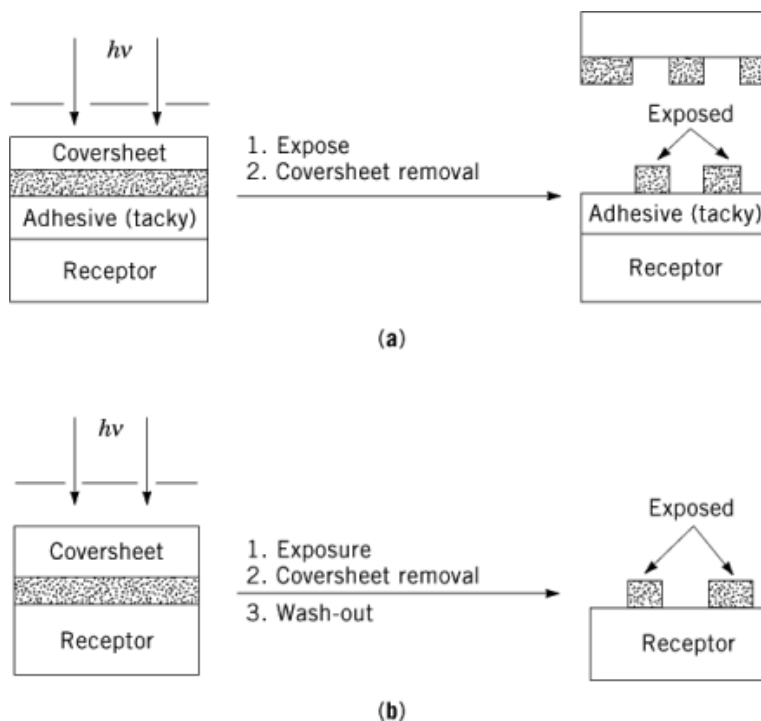 hν
Coversheet
Adhesive (tacky)
Receptor
1. Expose
2. Coversheet removal
Exposed
Adhesive (tacky)
Receptor
(a)
hν
Coversheet
Receptor
1. Exposure
2. Coversheet removal
3. Wash-out
Exposed
Receptor
(b)